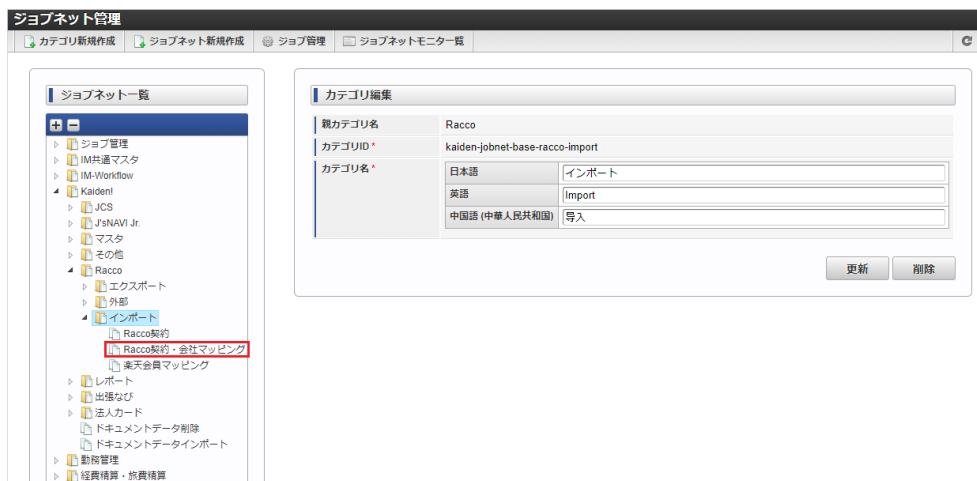 ジョブネット管理
カテゴリ新規作成 ジョブネット新規作成 ジョブ管理 ジョブネットモニター覧
ジョブネット一覧
ジョブ管理
IM共通マスタ
IM-Workflow
Kaiden!
JCS
J'sNAVI Jr.
マスタ
その他
Racco
エクスポート
外部
インポート
Racco契約
Racco契約・会社マッピング
楽天会員マッピング
レポート
出張なび
法人カード
ドキュメントデータ削除
ドキュメントデータインポート
勤務管理
経費精算・旅費精算
カテゴリ編集
親カテゴリ名 Racco
カテゴリID * kaiden-jobnet-base-racco-import
カテゴリ名 * 日本語 インポート
英語 Import
中国語 (中華人民共和国) 导入
更新 削除